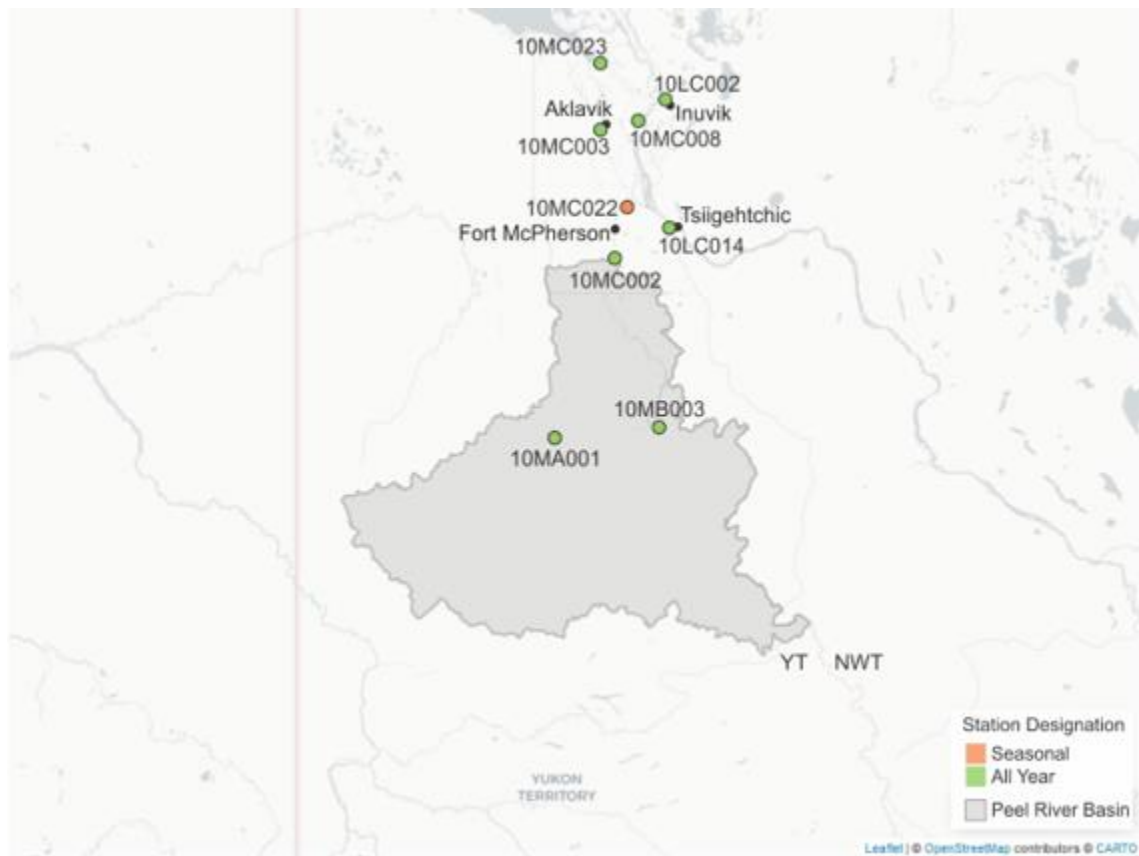 10MC023
10LC002
Aklavik
Inuvik
10MC003
10MC008
10MC022
Tsiigehtchic
Fort McPherson
10LC014
10MC002
10MB003
10MA001
YT NWT
Station Designation
Seasonal
All Year
Peel River Basin
YUKON
TERRITORY
Leaflet | © OpenStreetMap contributors © CARTO